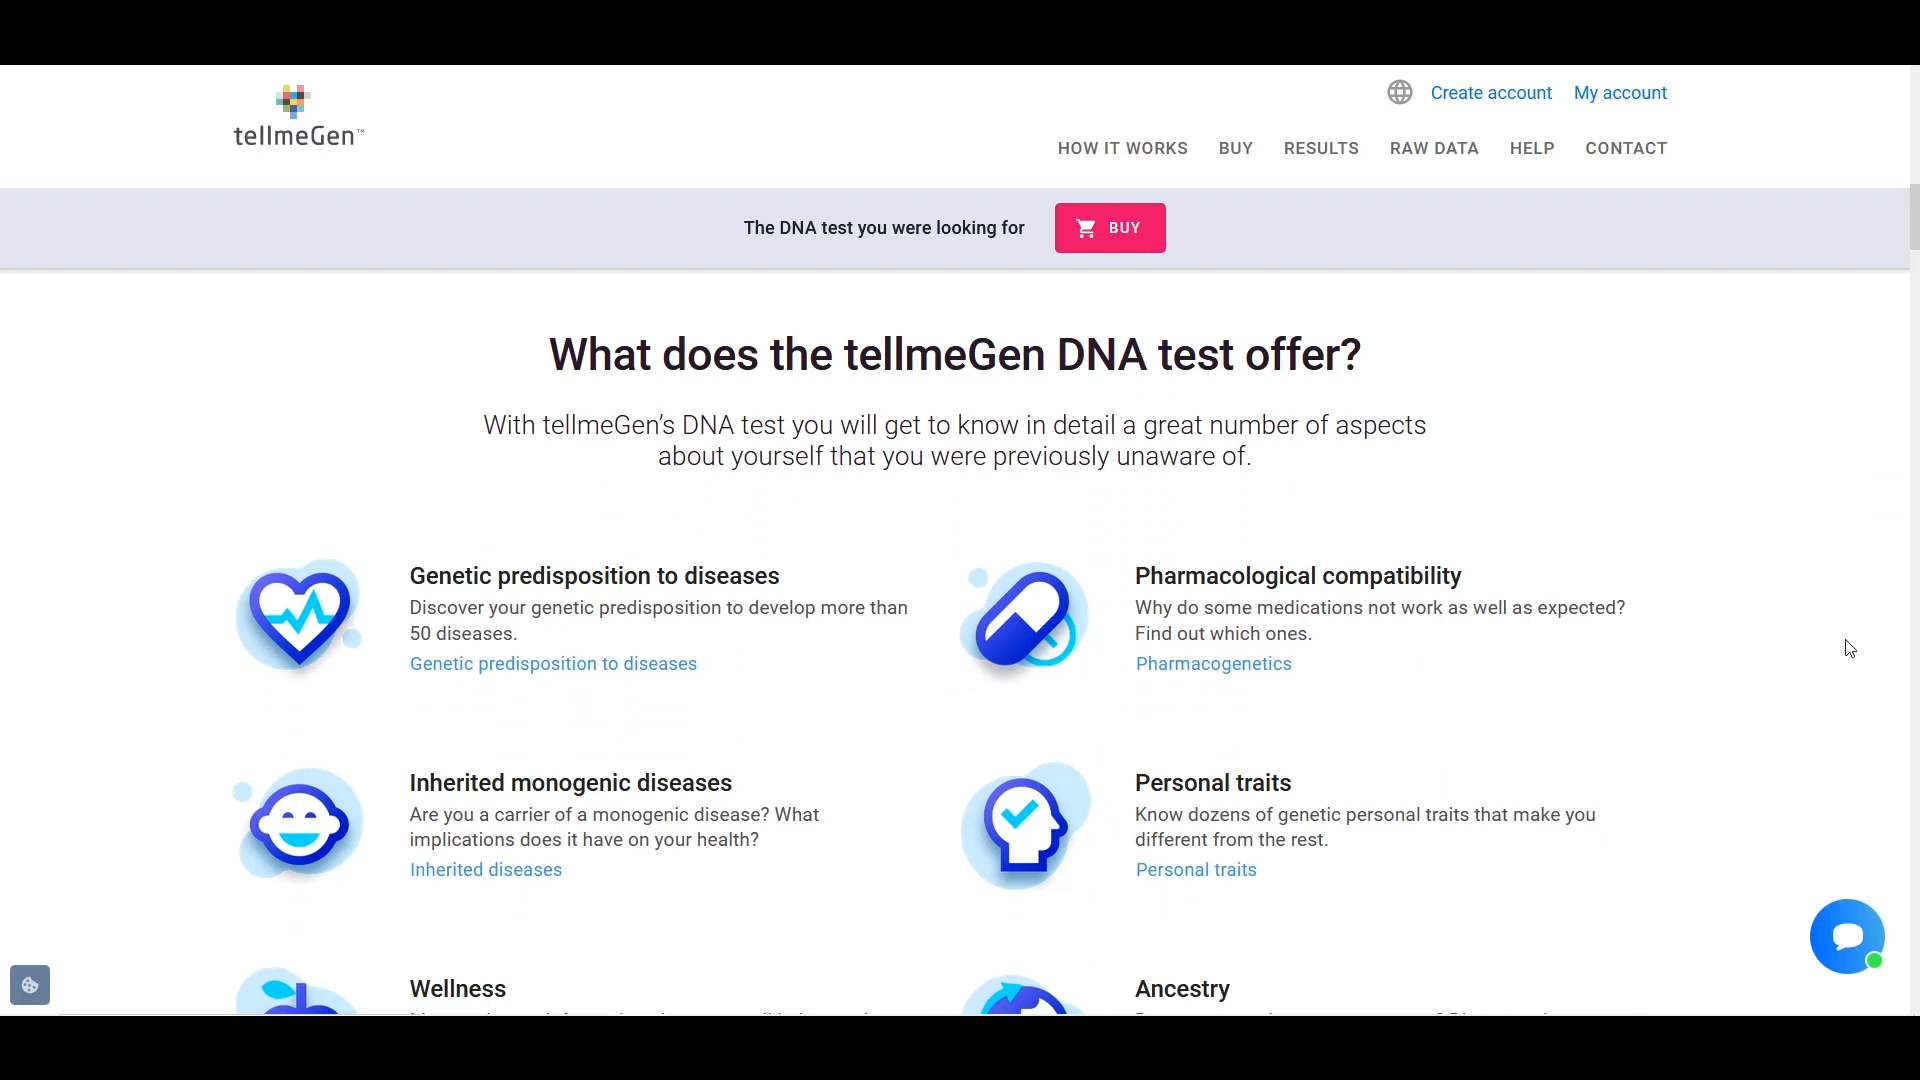 tellmeGen™
Create account My account
HOW IT WORKS BUY RESULTS RAW DATA HELP CONTACT
The DNA test you were looking for BUY
What does the tellmeGen DNA test offer?
With tellmeGen’s DNA test you will get to know in detail a great number of aspects
about yourself that you were previously unaware of.
Genetic predisposition to diseases
Discover your genetic predisposition to develop more than
50 diseases.
Genetic predisposition to diseases
Pharmacological compatibility
Why do some medications not work as well as expected?
Find out which ones.
Pharmacogenetics
Inherited monogenic diseases
Are you a carrier of a monogenic disease? What
implications does it have on your health?
Inherited diseases
Personal traits
Know dozens of genetic personal traits that make you
different from the rest.
Personal traits
Wellness
Ancestry